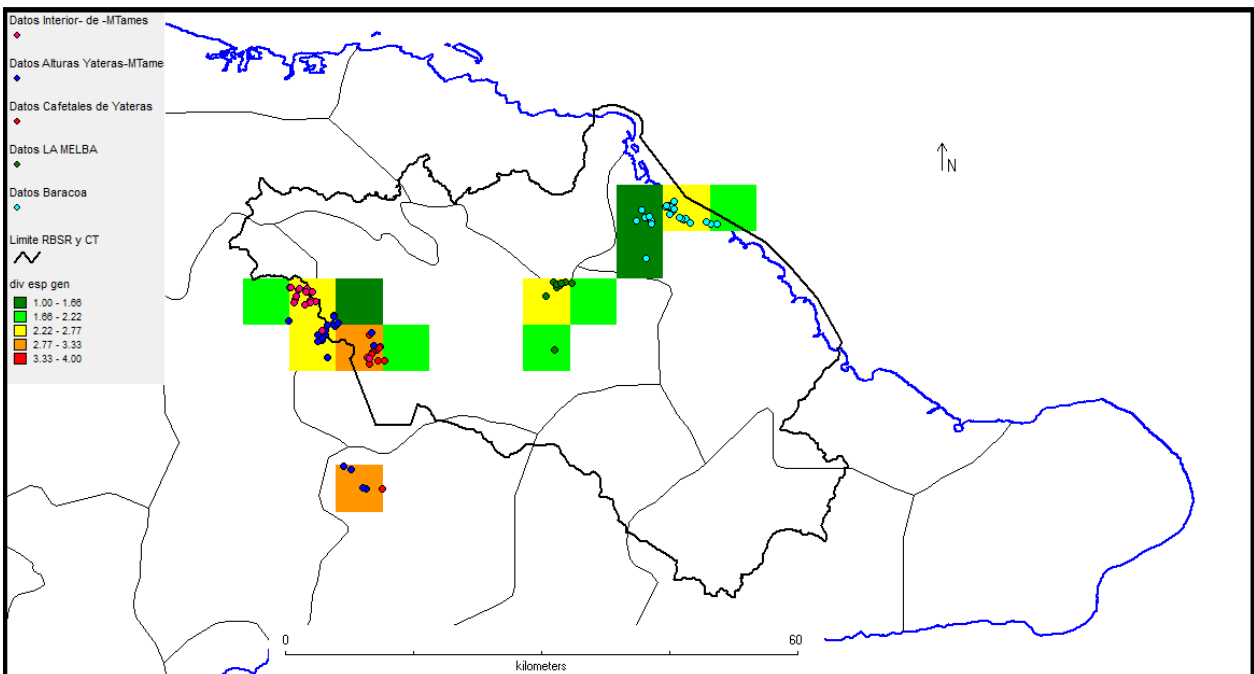 Datos Interior- de -MTames
Datos Alturas Yateras-MTame
Datos Cafetales de Yateras
Datos LA MELBA
Datos Baracoa
Limite RBSR y CT
div esp gen
1.00 - 1.66
1.66 - 2.22
2.22 - 2.77
2.77 - 3.33
3.33 - 4.00
N
0 60
kilometers